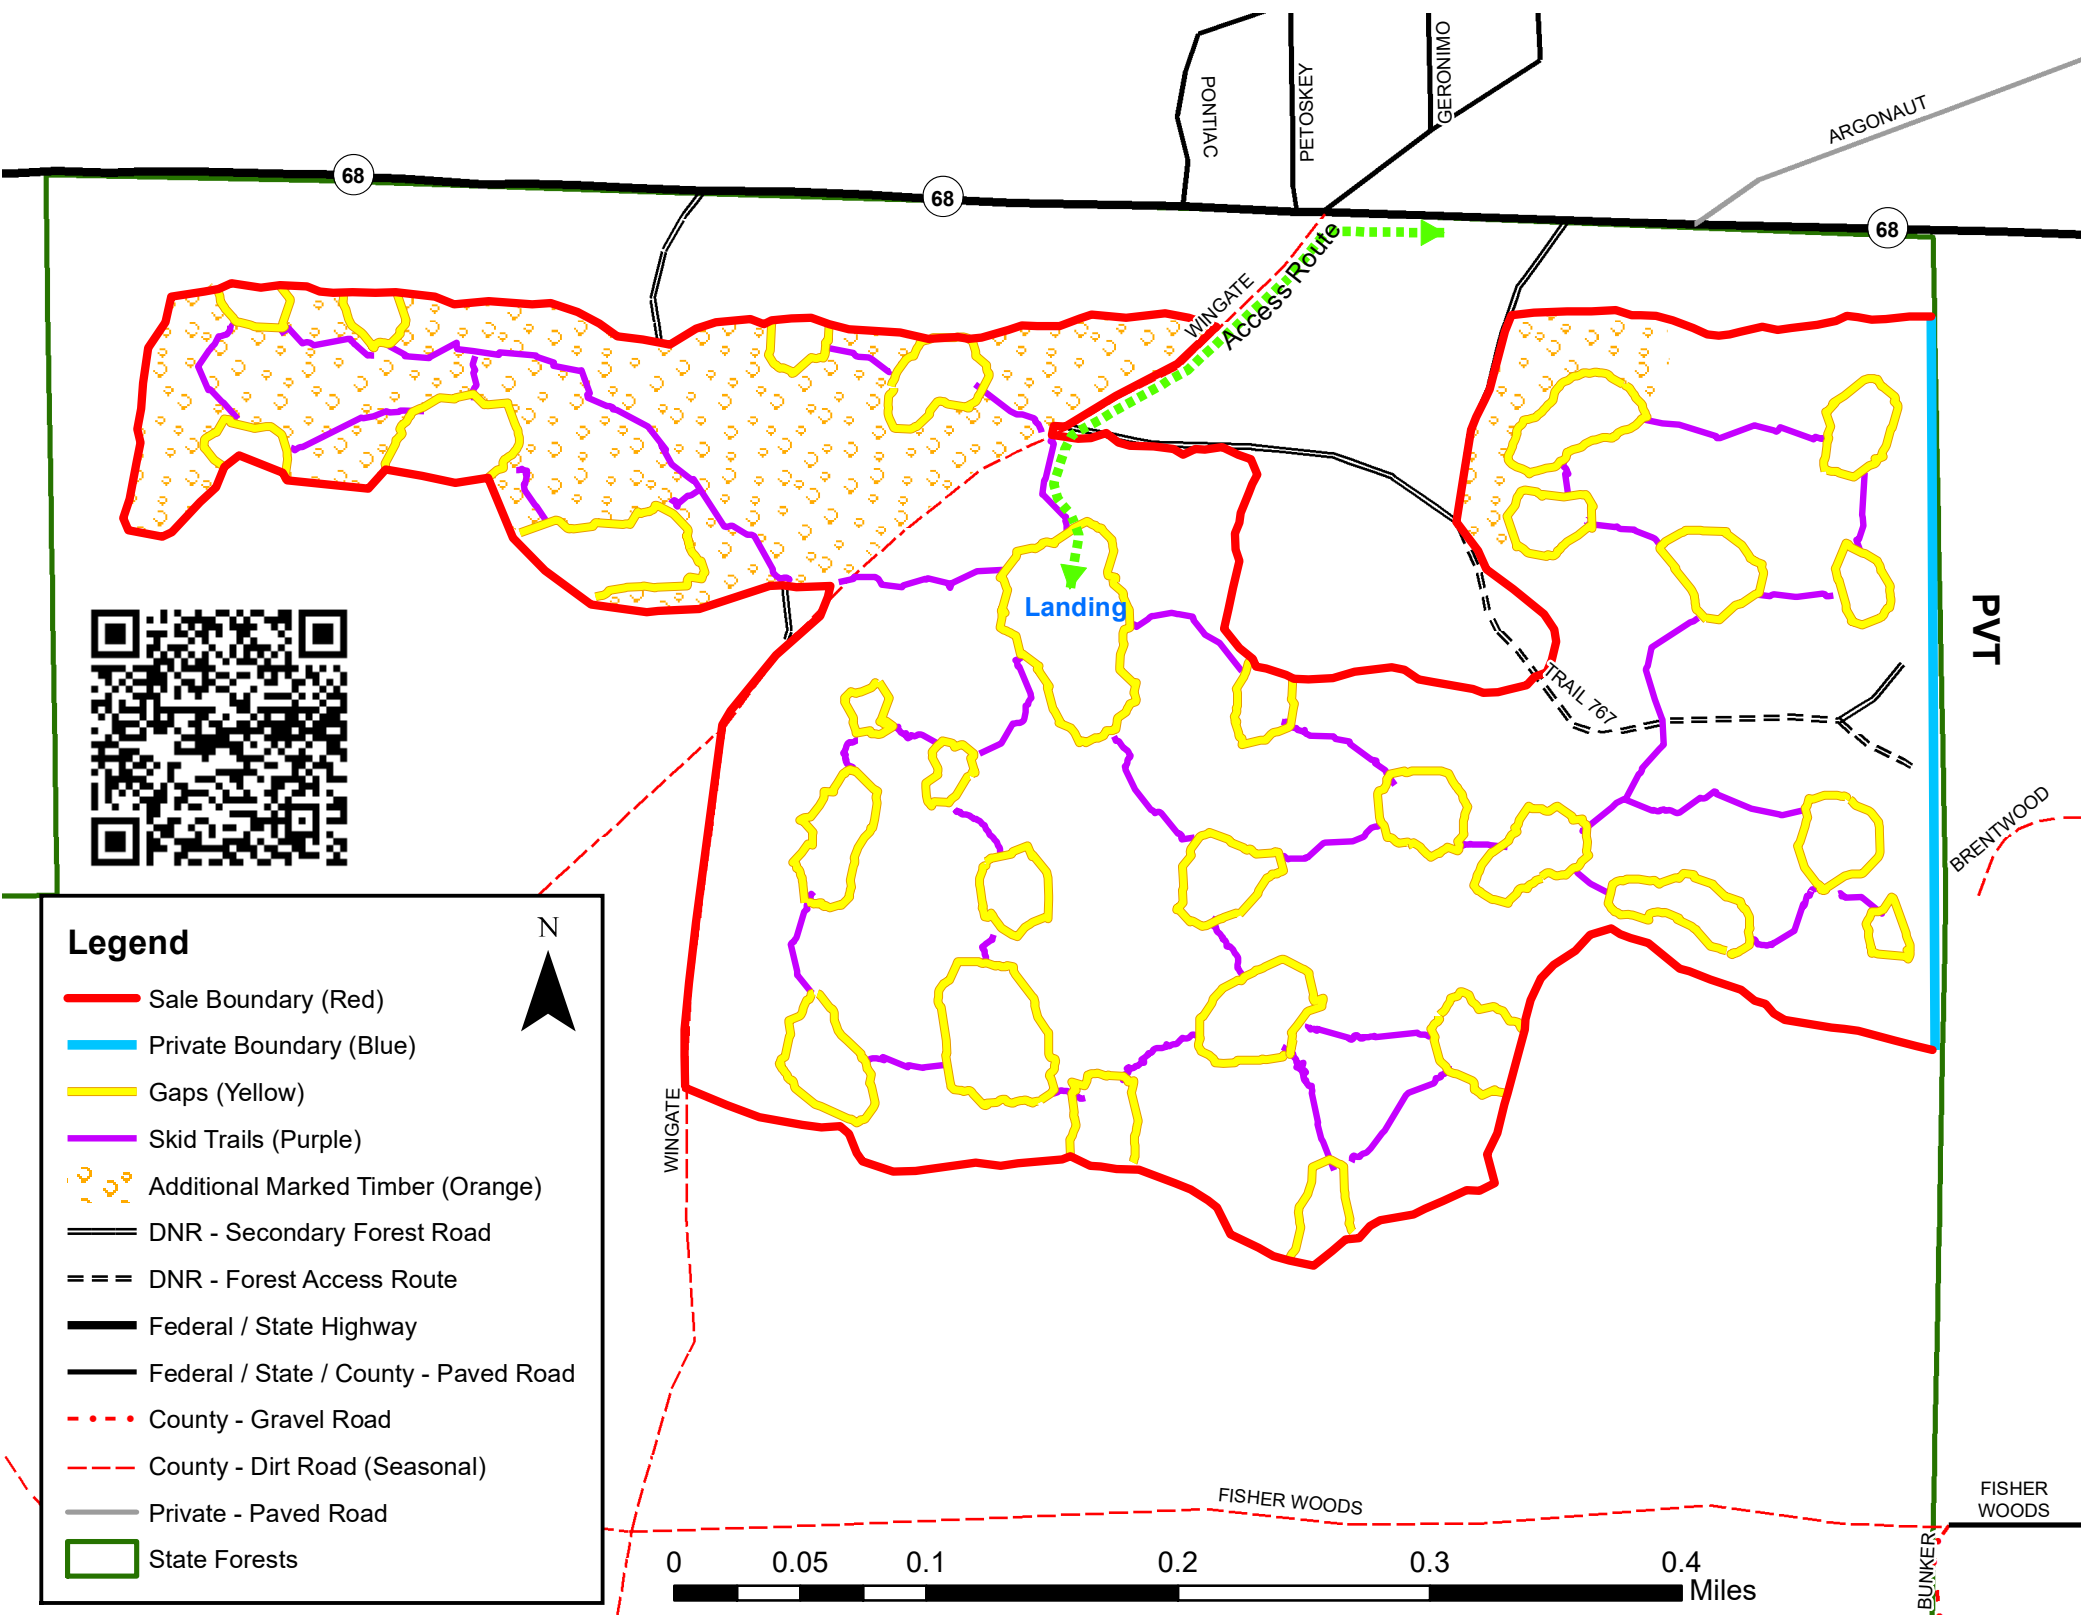 PONTIAC
PETOSKEY
GERONIMO
ARGONAUT
68
68
68
WINGATE
Access Route
Landing
TRAIL 767
PVT
BRENTWOOD
WINGATE
FISHER WOODS
FISHER
WOODS
BUNKER
Legend
N
Sale Boundary (Red)
Private Boundary (Blue)
Gaps (Yellow)
Skid Trails (Purple)
Additional Marked Timber (Orange)
DNR - Secondary Forest Road
DNR - Forest Access Route
Federal / State Highway
Federal / State / County - Paved Road
County - Gravel Road
County - Dirt Road (Seasonal)
Private - Paved Road
State Forests
0 0.05 0.1 0.2 0.3 0.4
Miles